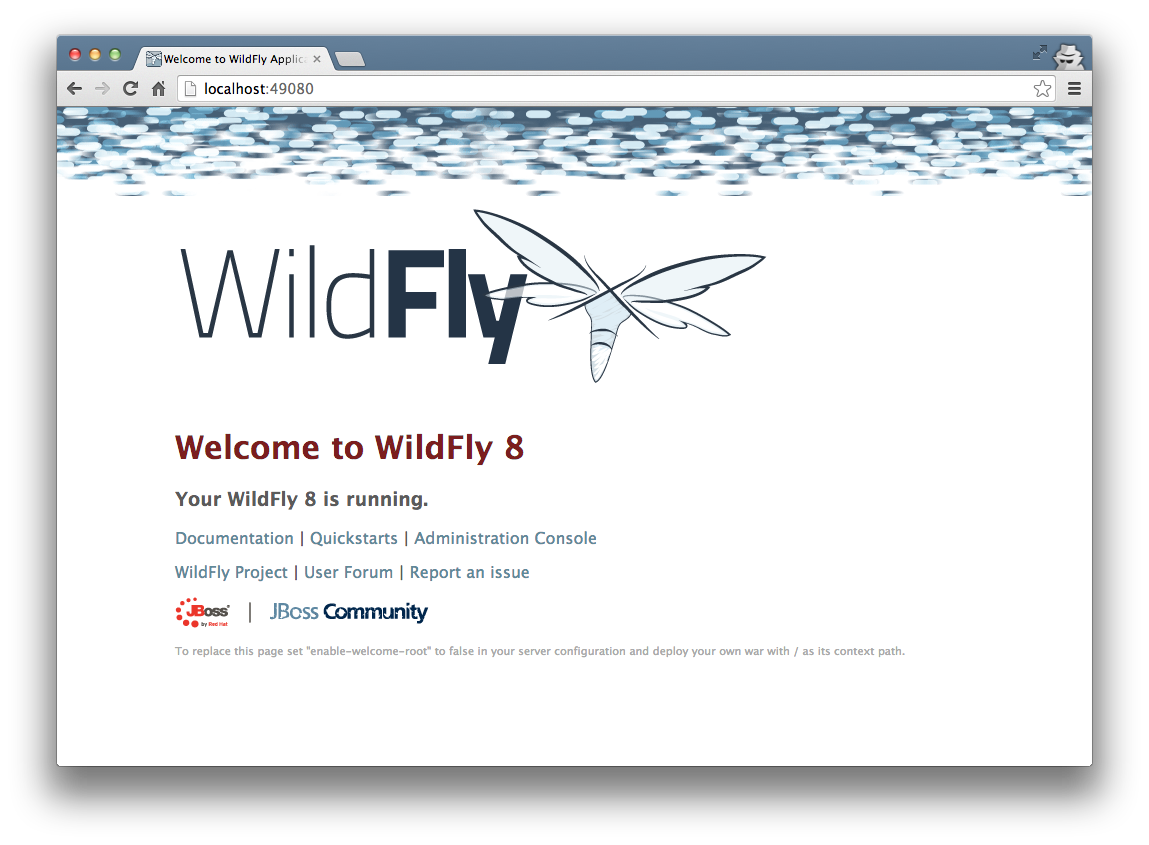 Welcome to WildFly Applic
localhost:49080
WildFly
Welcome to WildFly 8
Your WildFly 8 is running.
Documentation | Quickstarts | Administration Console
WildFly Project | User Forum | Report an issue
JBoss by Red Hat | JBoss Community
To replace this page set "enable-welcome-root" to false in your server configuration and deploy your own war with / as its context path.